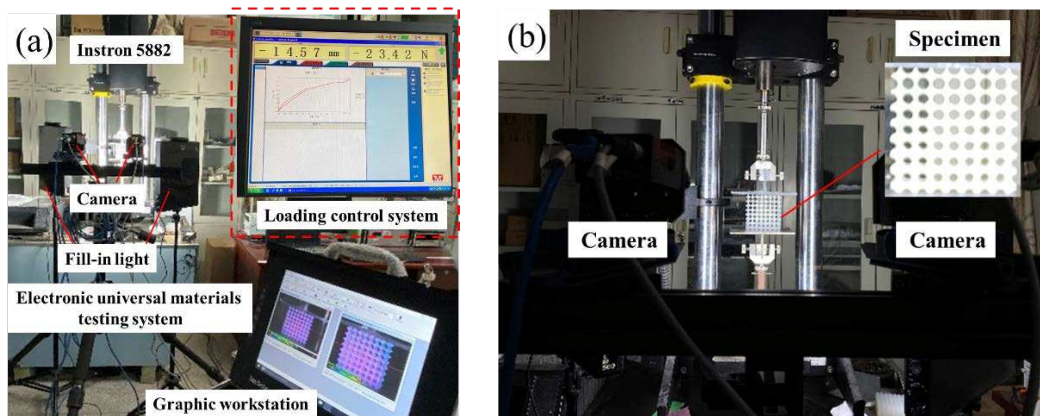 (a)
Instron 5882
-14.57 mm
-23.42 N
Camera
Loading control system
Fill-in light
Electronic universal materials
testing system
Graphic workstation
(b)
Specimen
Camera
Camera